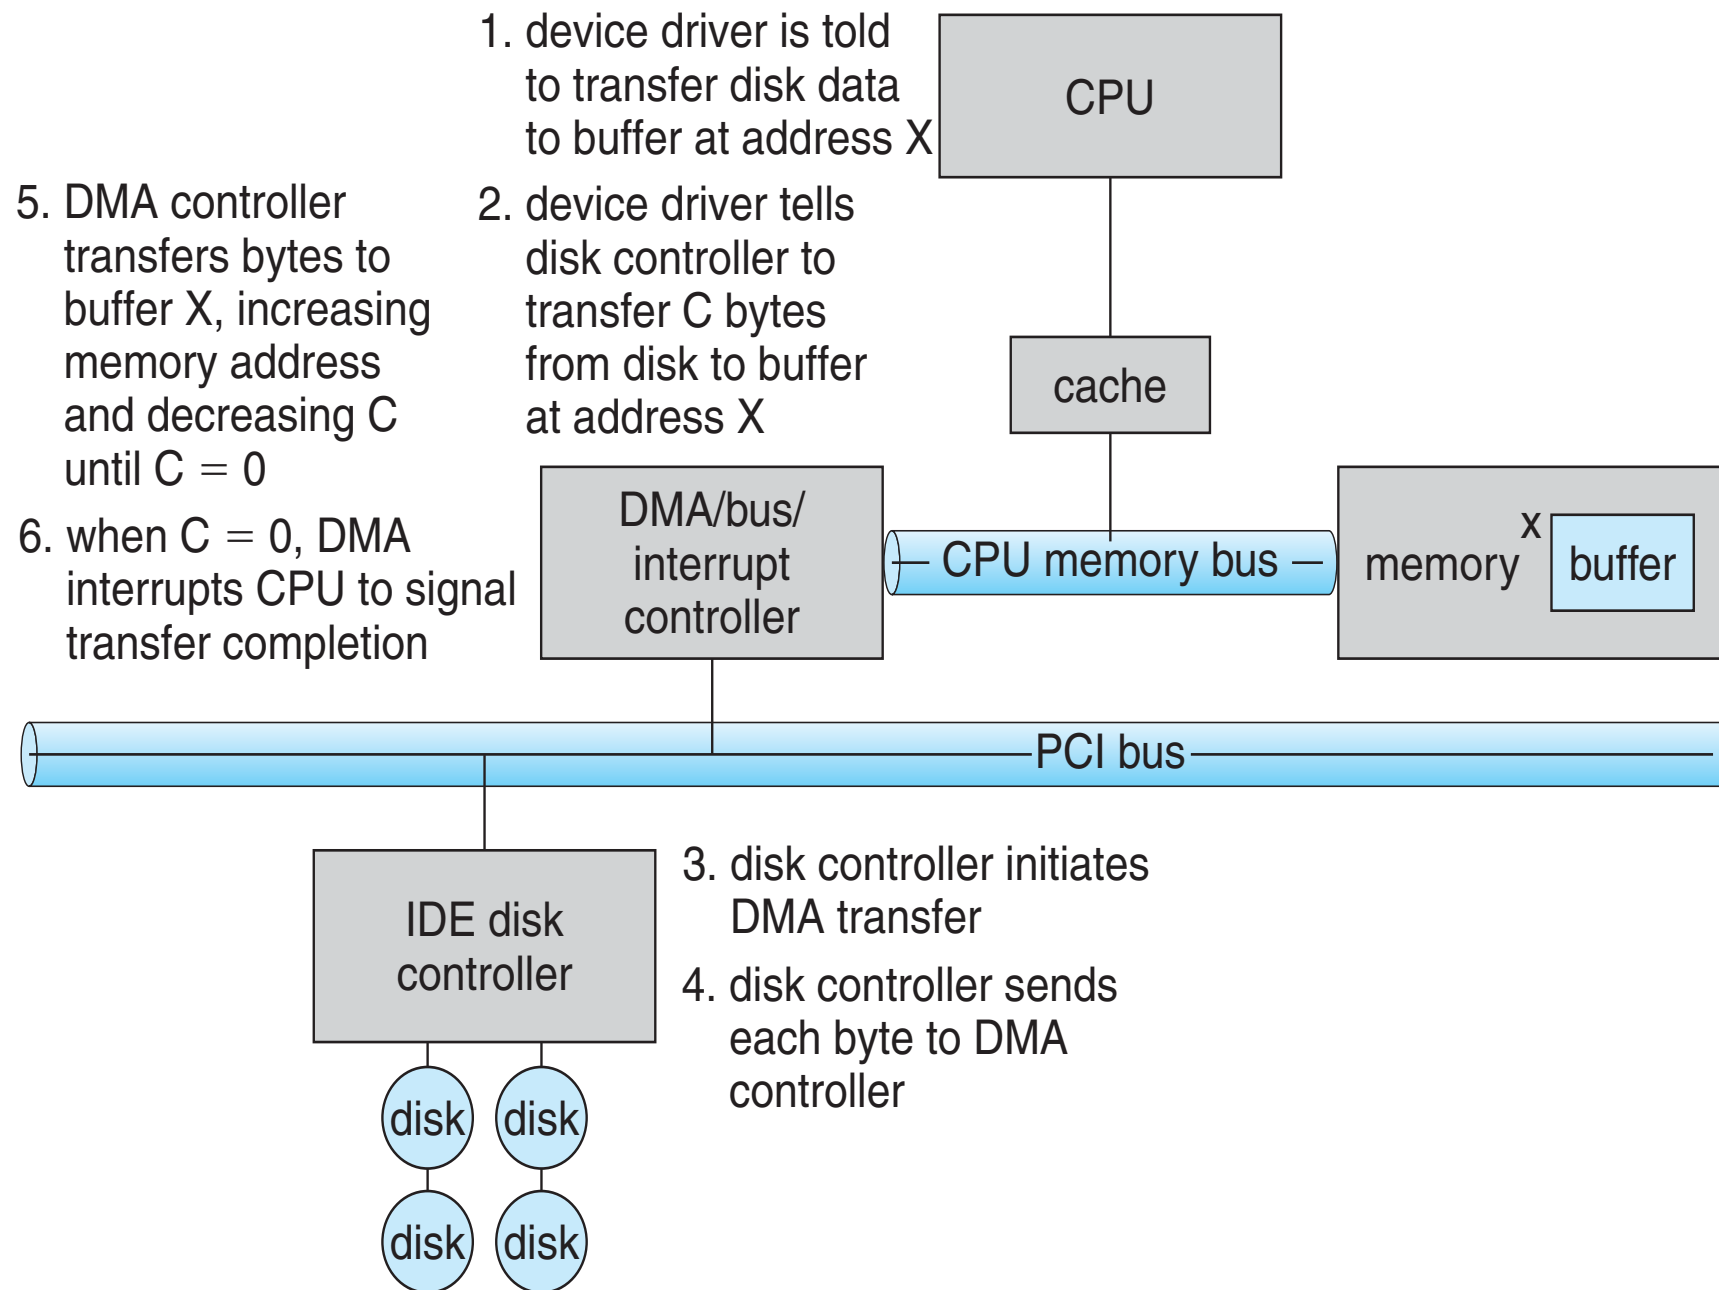 1. device driver is told
to transfer disk data
to buffer at address X
CPU
5. DMA controller
transfers bytes to
buffer X, increasing
memory address
and decreasing C
until C = 0
2. device driver tells
disk controller to
transfer C bytes
from disk to buffer
at address X
cache
6. when C = 0, DMA
interrupts CPU to signal
transfer completion
DMA/bus/
interrupt
controller
CPU memory bus
memory
x
buffer
PCI bus
IDE disk
controller
3. disk controller initiates
DMA transfer
4. disk controller sends
each byte to DMA
controller
disk
disk
disk
disk